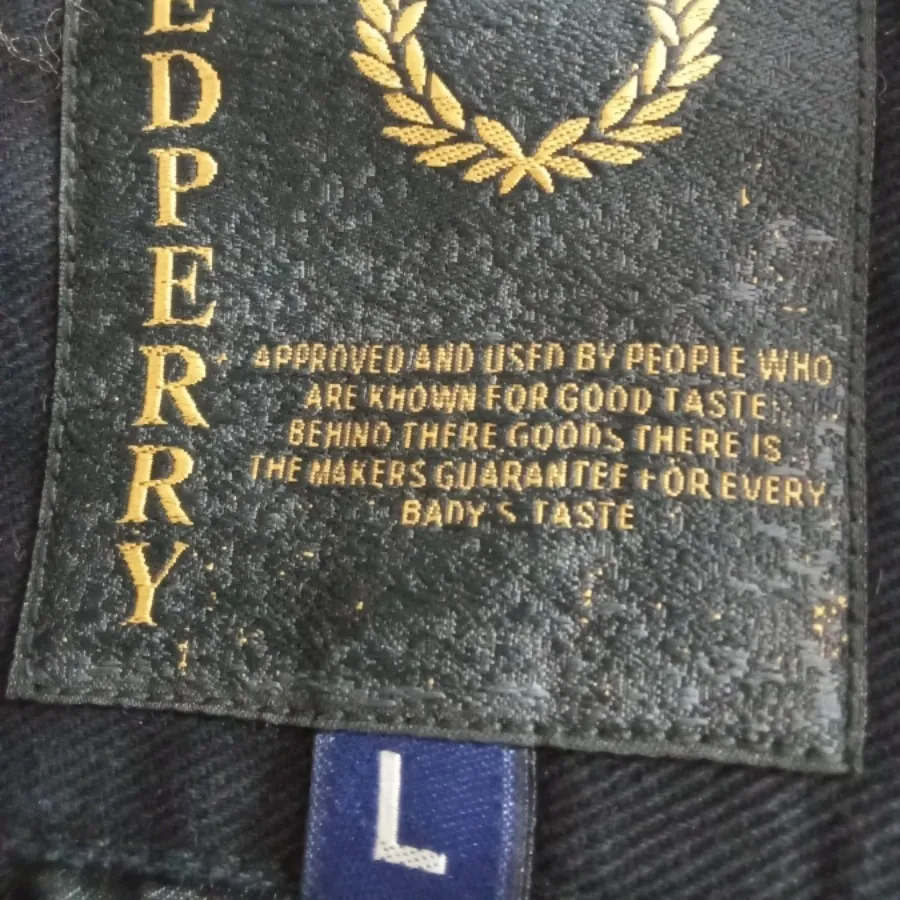 EDPERRY
APPROVED AND USED BY PEOPLE WHO
ARE KHOWN FOR GOOD TASTE
BEHIND THERE GOODS THERE IS
THE MAKERS GUARANTEE FOR EVERY
BADY S TASTE
L